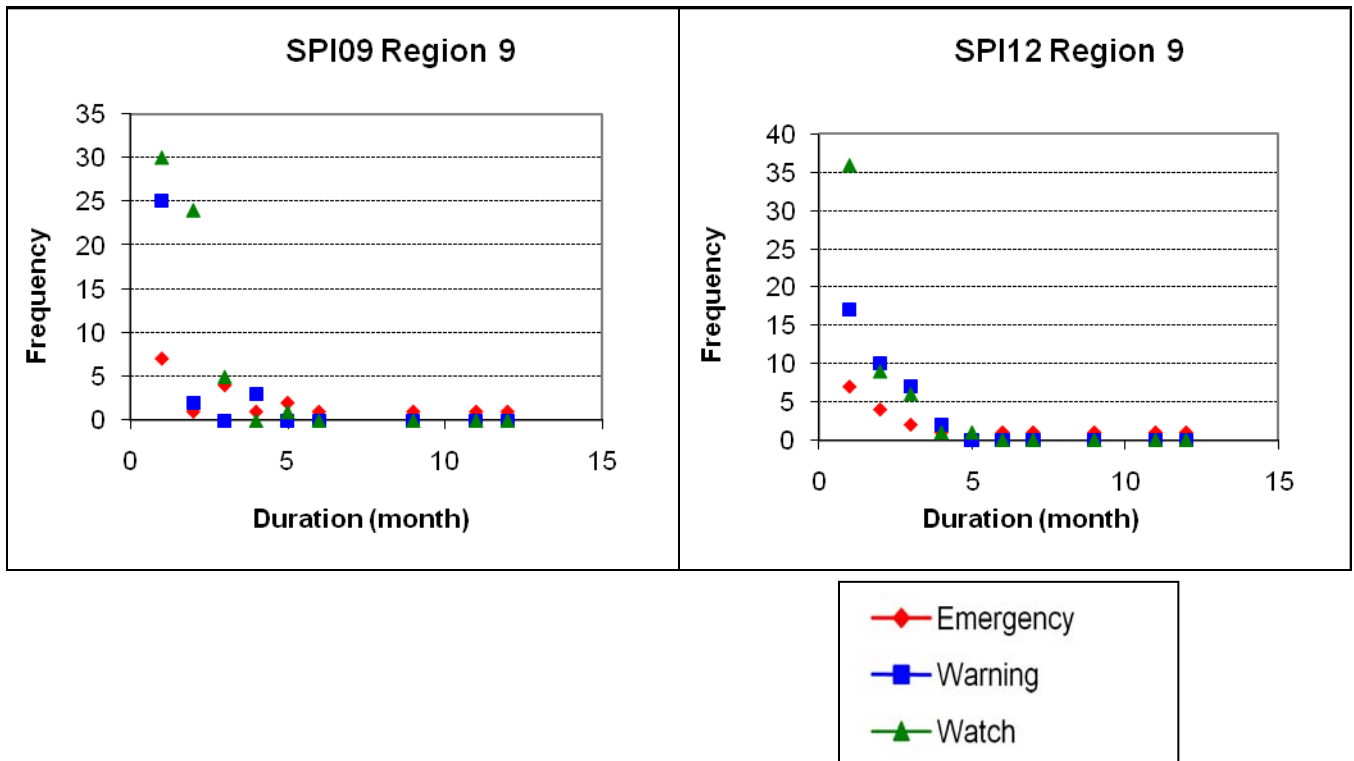 SPI09 Region 9
35
30
25
20
15
10
5
0
0 5 10 15
Frequency
Duration (month)
SPI12 Region 9
40
35
30
25
20
15
10
5
0
0 5 10 15
Frequency
Duration (month)
Emergency
Warning
Watch